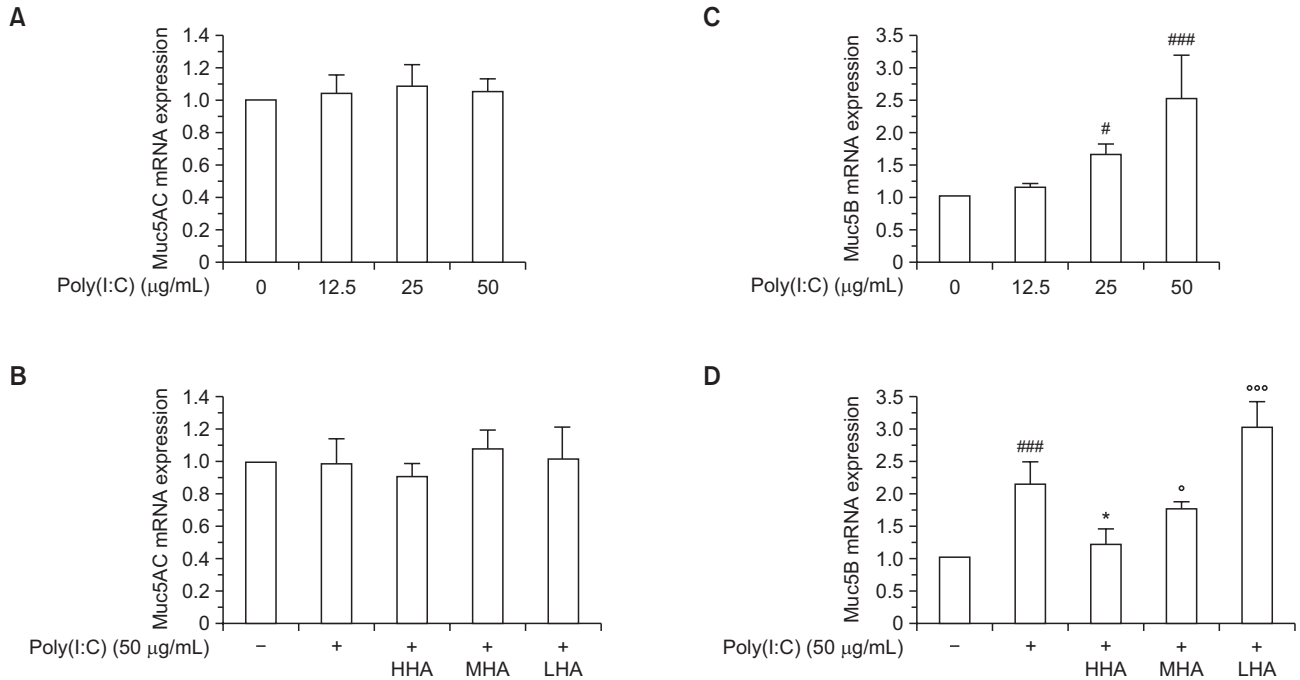 A
Muc5AC mRNA expression
1.4
1.2
1.0
0.8
0.6
0.4
0.2
0
Poly(I:C) (μg/mL) 0 12.5 25 50
C
Muc5B mRNA expression
3.5
3.0
2.5
2.0
1.5
1.0
0.5
0
# ###
Poly(I:C) (μg/mL) 0 12.5 25 50
B
Muc5AC mRNA expression
1.4
1.2
1.0
0.8
0.6
0.4
0.2
0
Poly(I:C) (50 μg/mL) – + + + +
HHA MHA LHA
D
Muc5B mRNA expression
3.5
3.0
2.5
2.0
1.5
1.0
0.5
0
### * ° °°°
Poly(I:C) (50 μg/mL) – + + + +
HHA MHA LHA